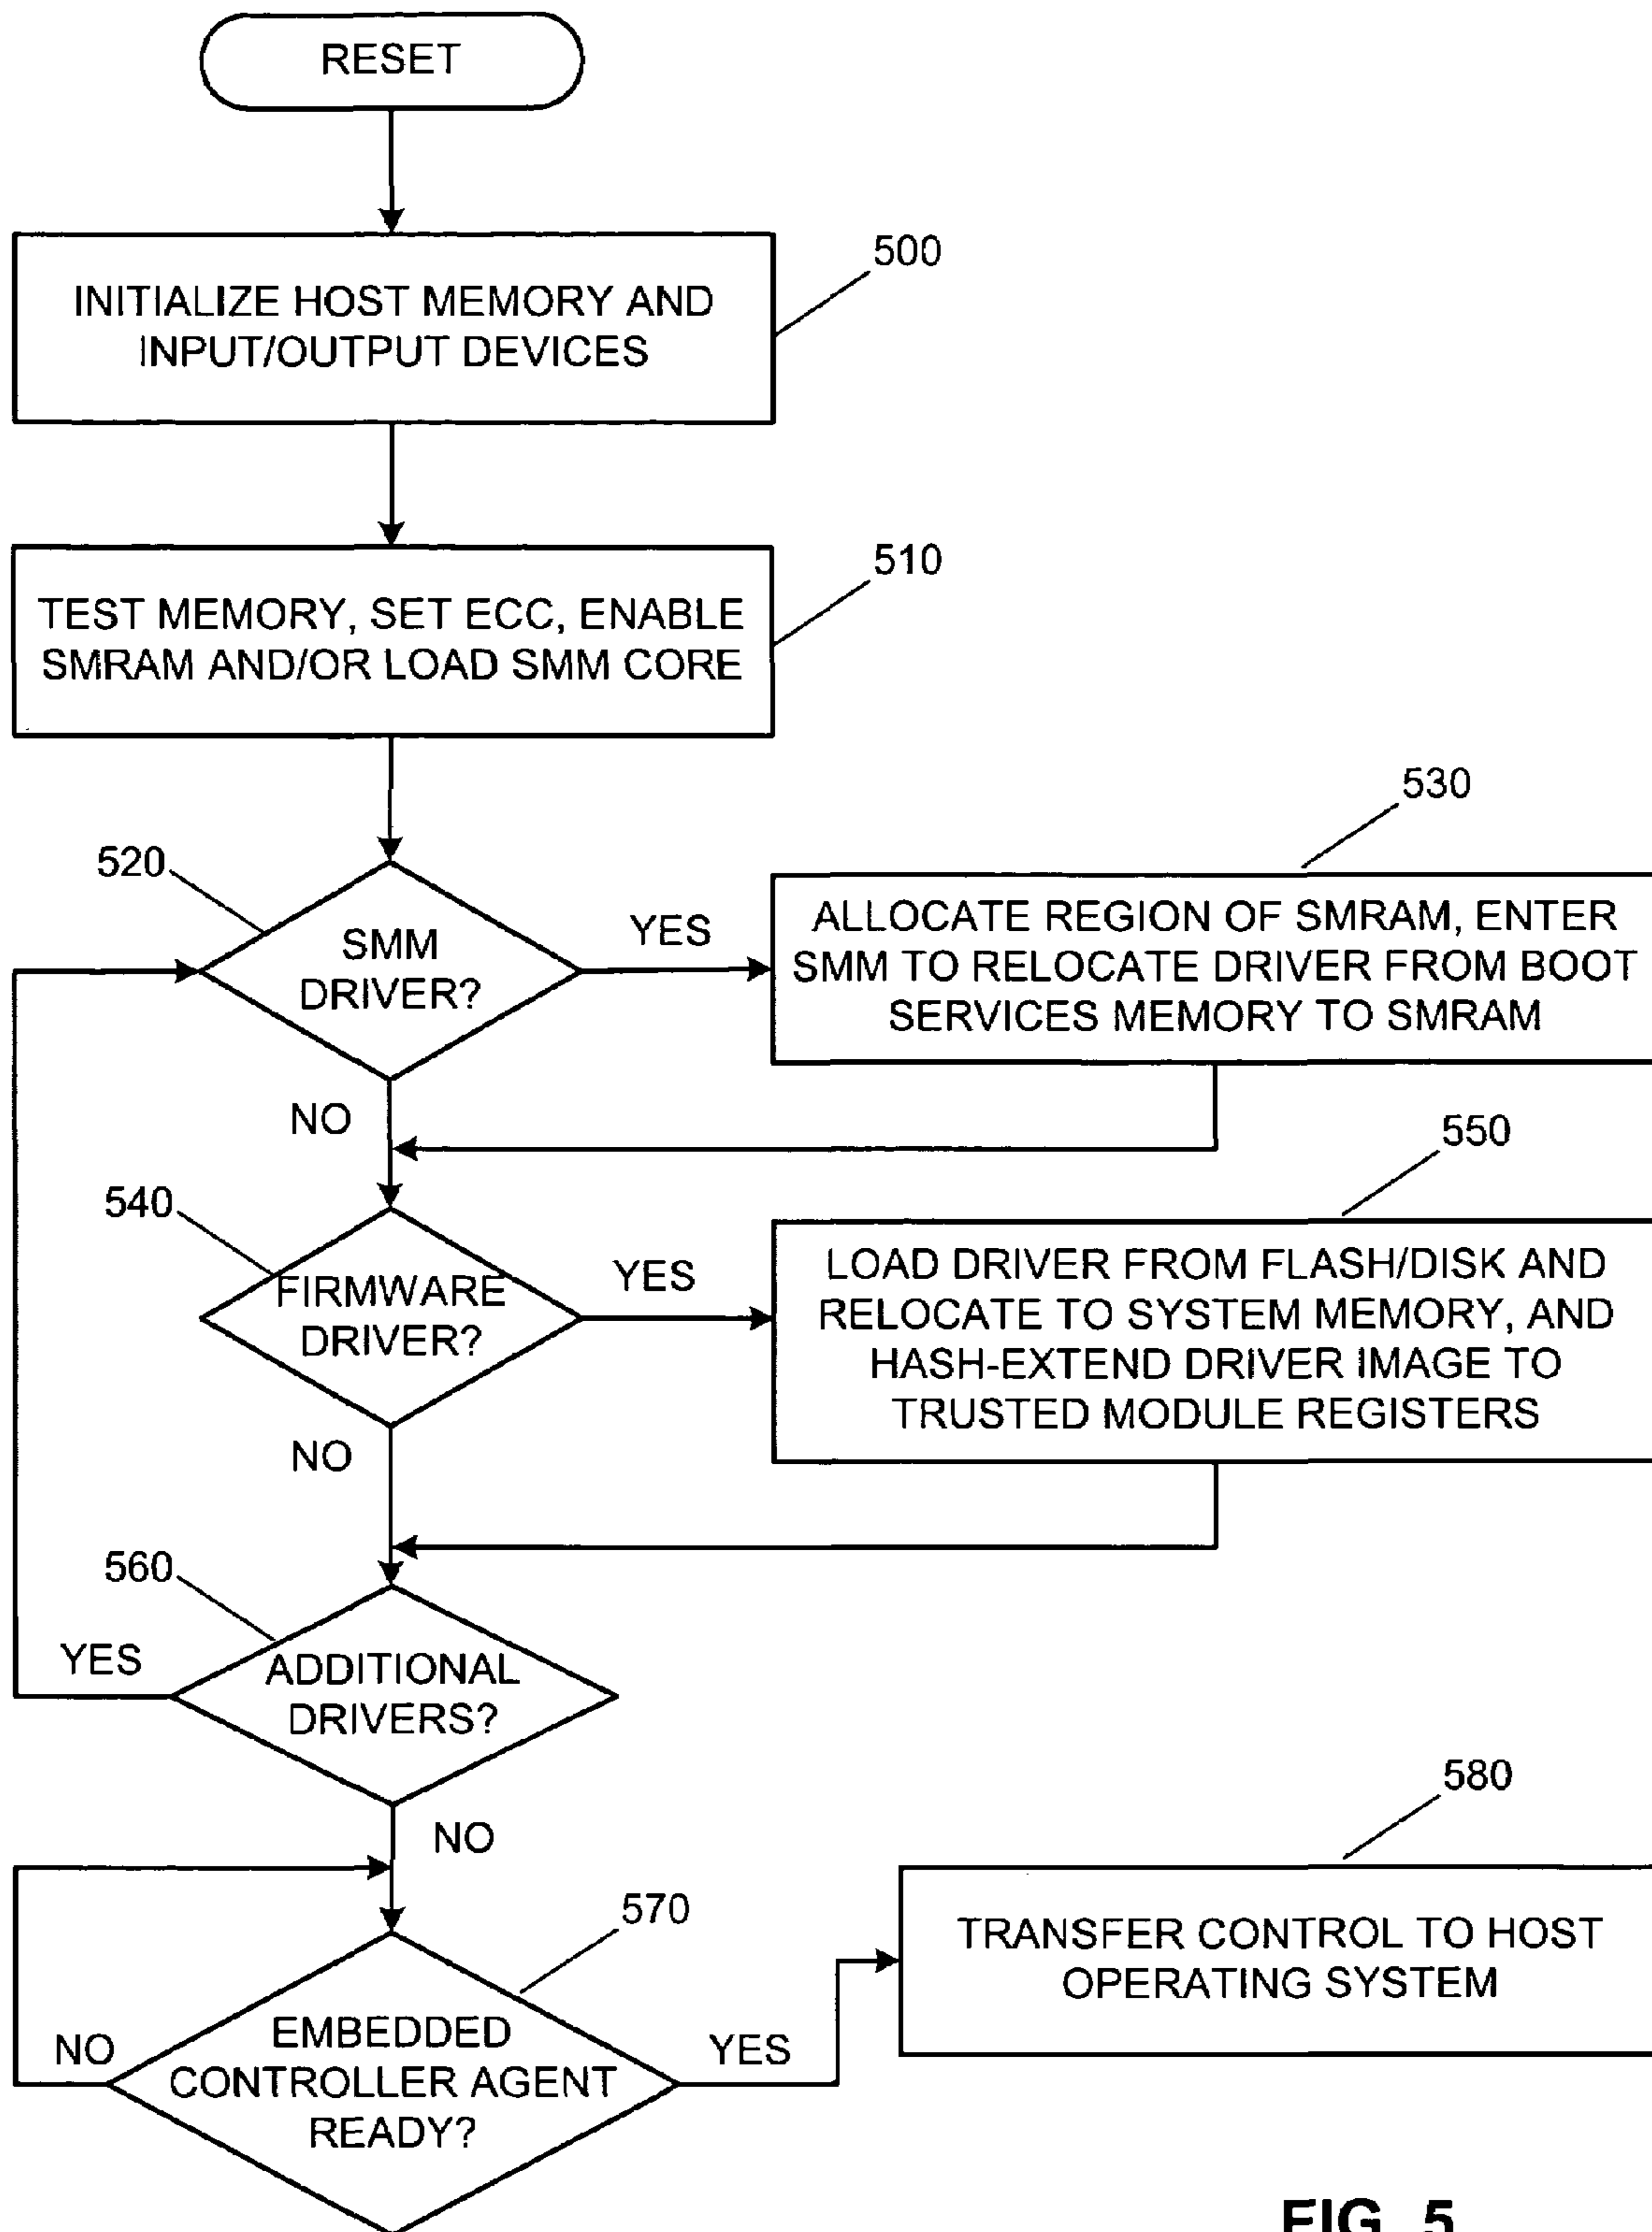 RESET
500
INITIALIZE HOST MEMORY AND
INPUT/OUTPUT DEVICES
510
TEST MEMORY, SET ECC, ENABLE
SMRAM AND/OR LOAD SMM CORE
520
SMM
DRIVER?
YES
NO
530
ALLOCATE REGION OF SMRAM, ENTER
SMM TO RELOCATE DRIVER FROM BOOT
SERVICES MEMORY TO SMRAM
540
FIRMWARE
DRIVER?
YES
NO
550
LOAD DRIVER FROM FLASH/DISK AND
RELOCATE TO SYSTEM MEMORY, AND
HASH-EXTEND DRIVER IMAGE TO
TRUSTED MODULE REGISTERS
560
YES
ADDITIONAL
DRIVERS?
NO
570
NO
EMBEDDED
CONTROLLER AGENT
READY?
YES
580
TRANSFER CONTROL TO HOST
OPERATING SYSTEM
FIG. 5